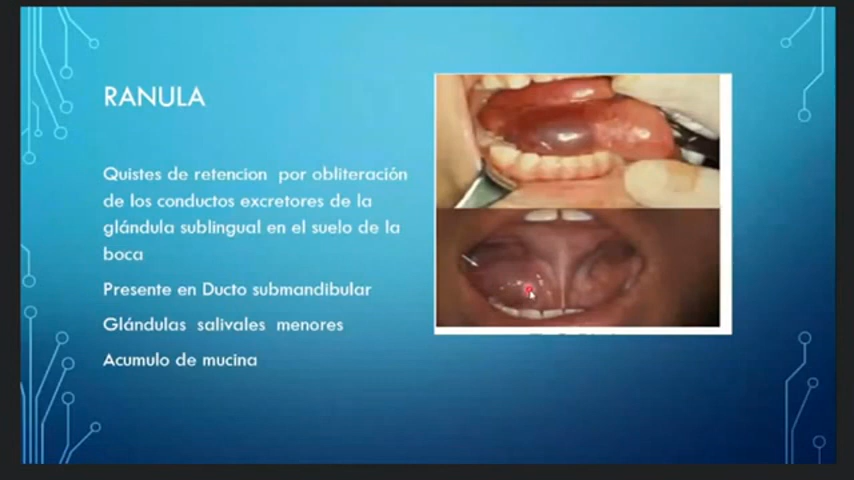 RANULA
Quistes de retencion por obliteración
de los conductos excretores de la
glándula sublingual en el suelo de la
boca
Presente en Ducto submandibular
Glándulas salivales menores
Acumulo de mucina